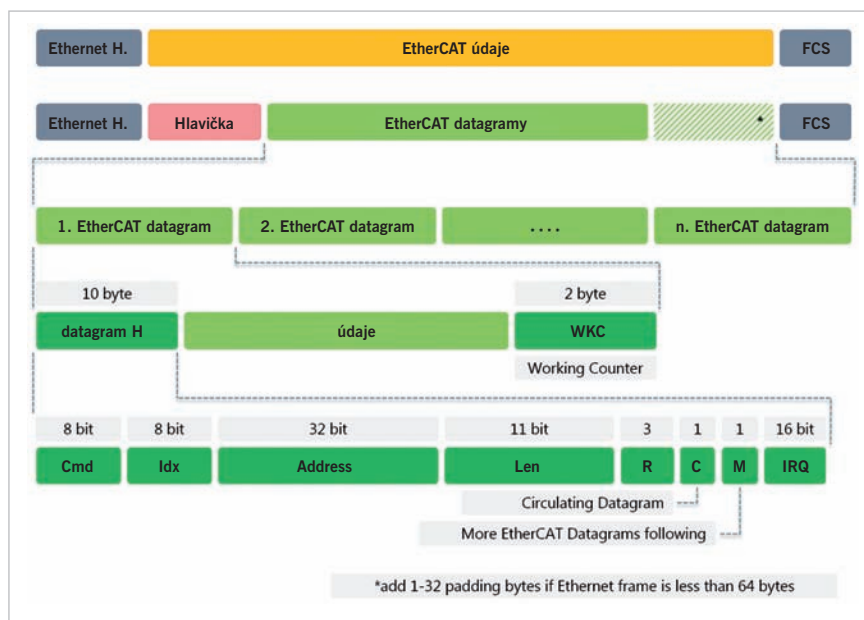 Ethernet H. EtherCAT údaje FCS
Ethernet H. Hlavička EtherCAT datagramy * FCS
1. EtherCAT datagram 2. EtherCAT datagram .... n. EtherCAT datagram
10 byte 2 byte
datagram H údaje WKC
Working Counter
8 bit 8 bit 32 bit 11 bit 3 1 1 16 bit
Cmd Idx Address Len R C M IRQ
Circulating Datagram
More EtherCAT Datagrams following
*add 1-32 padding bytes if Ethernet frame is less than 64 bytes